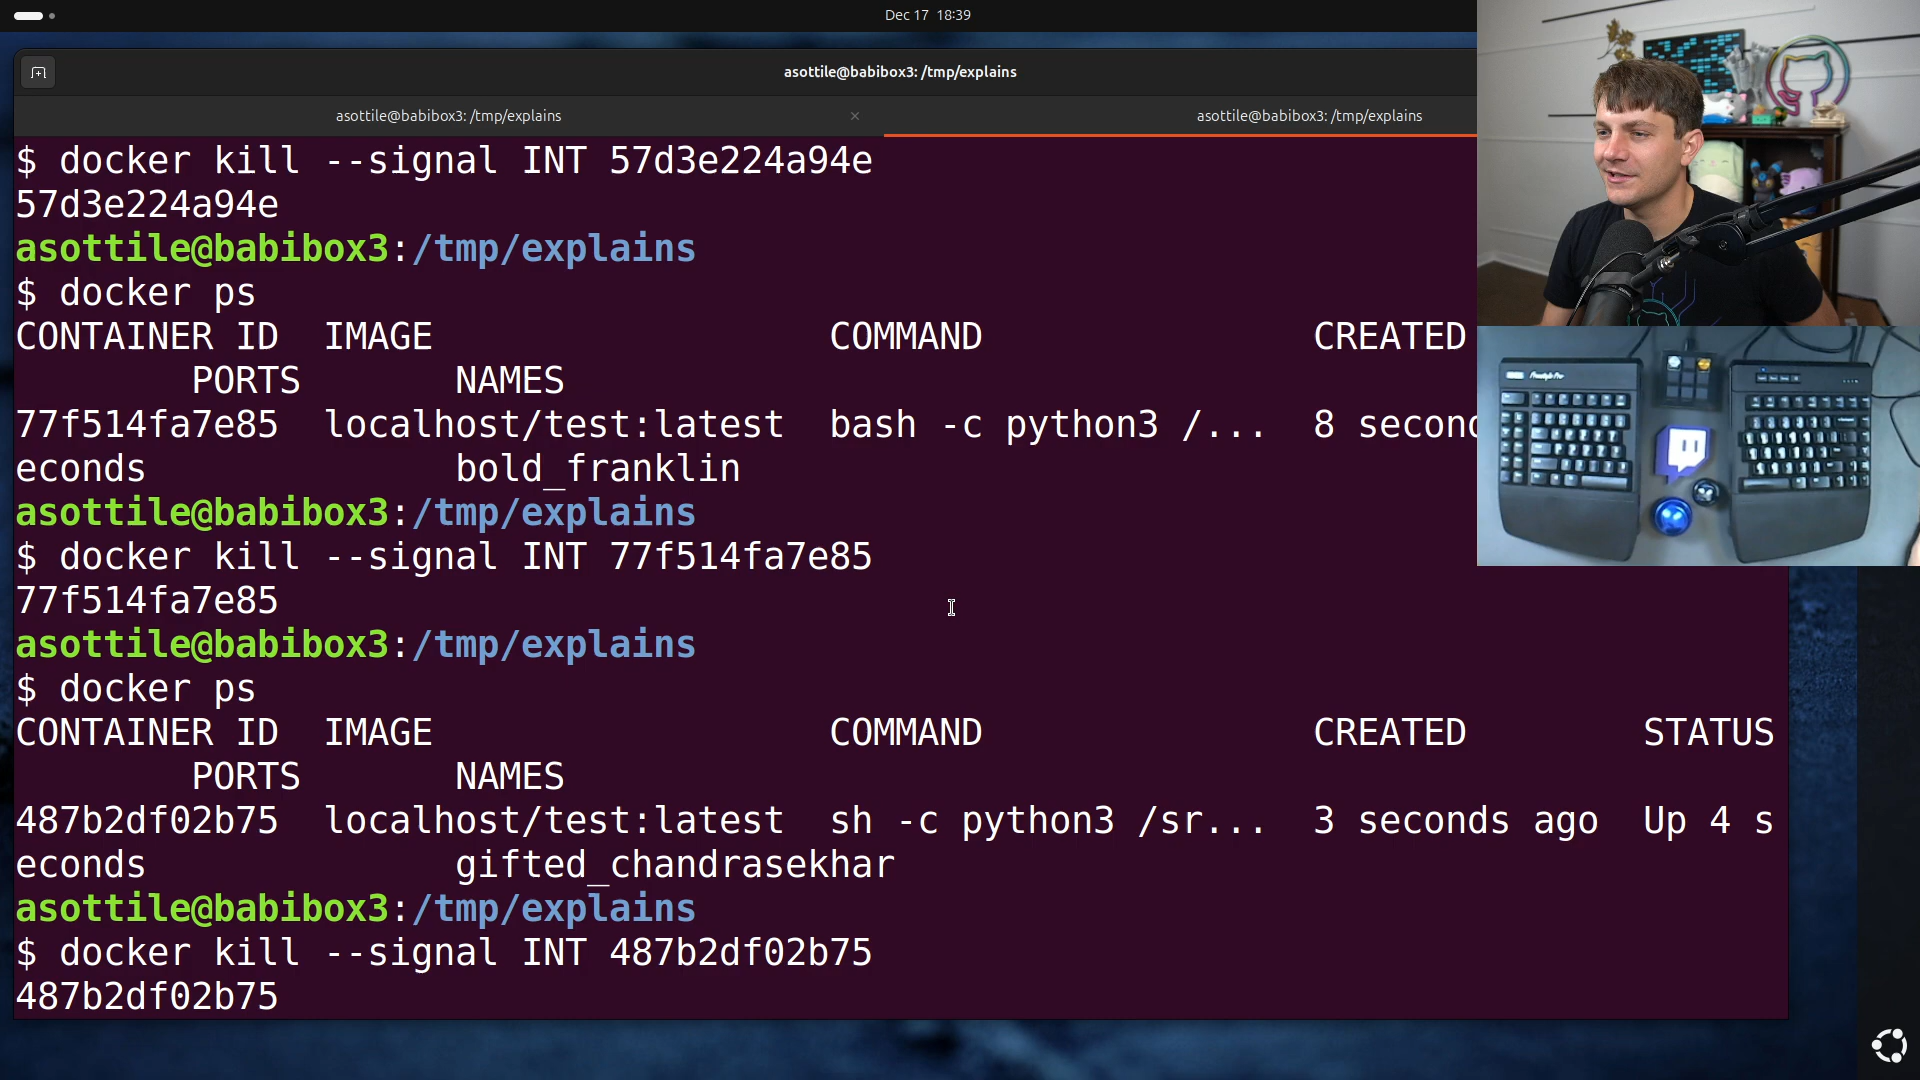 Dec 17 18:39
asottile@babibox3: /tmp/explains
asottile@babibox3: /tmp/explains
asottile@babibox3: /tmp/explains
$ docker kill --signal INT 57d3e224a94e
57d3e224a94e
asottile@babibox3:/tmp/explains
$ docker ps
CONTAINER ID IMAGE COMMAND CREATED
PORTS NAMES
77f514fa7e85 localhost/test:latest bash -c python3 /... 8 second
econds bold_franklin
asottile@babibox3:/tmp/explains
$ docker kill --signal INT 77f514fa7e85
77f514fa7e85
asottile@babibox3:/tmp/explains
$ docker ps
CONTAINER ID IMAGE COMMAND CREATED STATUS
PORTS NAMES
487b2df02b75 localhost/test:latest sh -c python3 /sr... 3 seconds ago Up 4 s
econds gifted_chandrasekhar
asottile@babibox3:/tmp/explains
$ docker kill --signal INT 487b2df02b75
487b2df02b75
Freestyle Pro